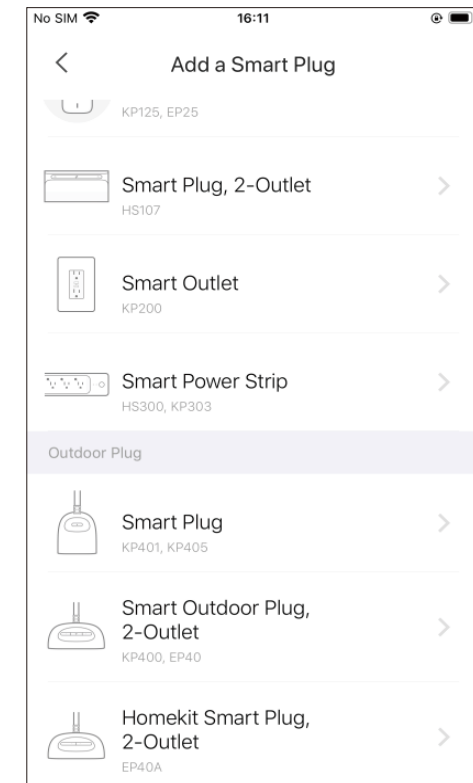 No SIM 16:11
Add a Smart Plug
KP125, EP25
Smart Plug, 2-Outlet
HS107
Smart Outlet
KP200
Smart Power Strip
HS300, KP303
Outdoor Plug
Smart Plug
KP401, KP405
Smart Outdoor Plug,
2-Outlet
KP400, EP40
Homekit Smart Plug,
2-Outlet
EP40A